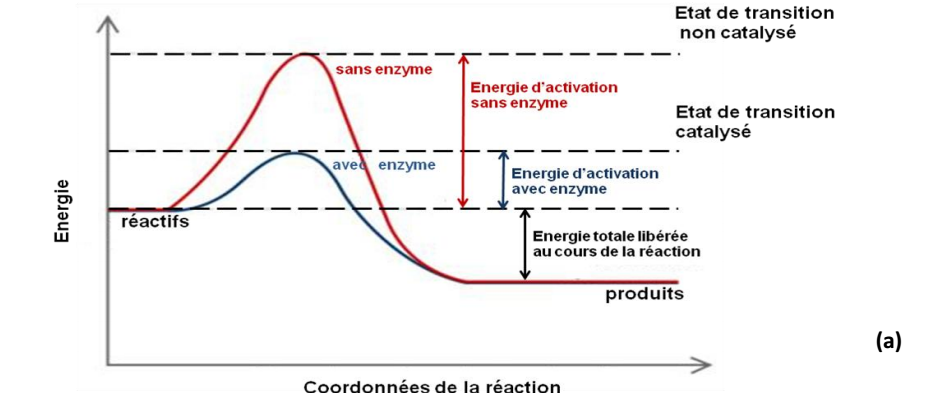 Etat de transition
non catalysé
sans enzyme
Energie d'activation
sans enzyme
Etat de transition
catalysé
avec enzyme
Energie d'activation
avec enzyme
Energie
réactifs
Energie totale libérée
au cours de la réaction
produits
(a)
Coordonnées de la réaction